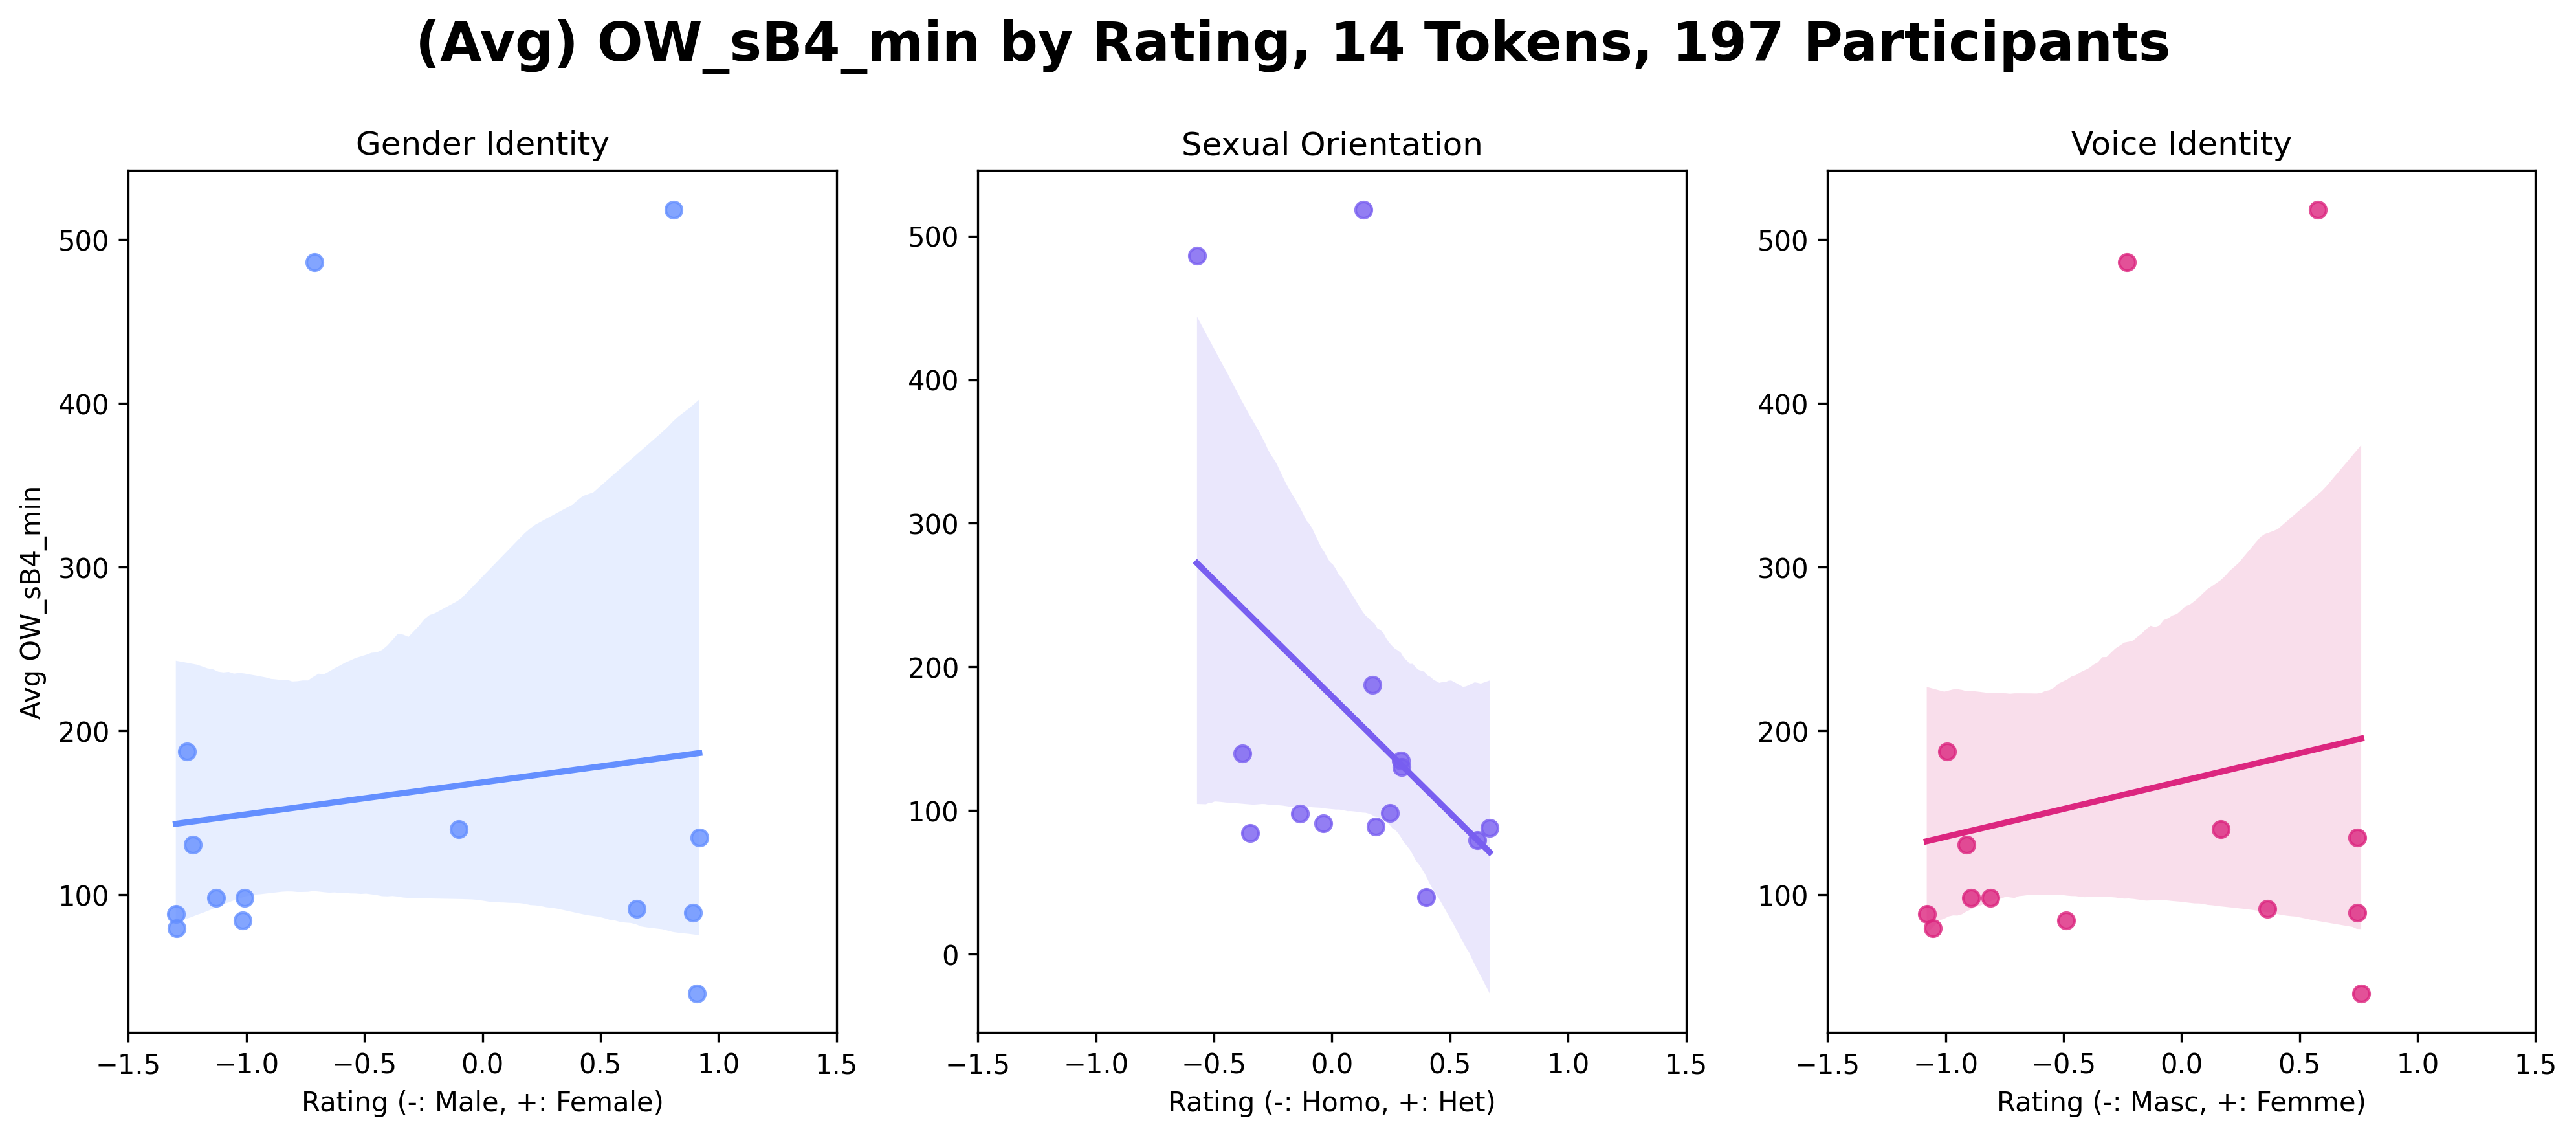 (Avg) OW_sB4_min by Rating, 14 Tokens, 197 Participants
Gender Identity
Sexual Orientation
Voice Identity
Avg OW_sB4_min
500
400
300
200
100
−1.5 −1.0 −0.5 0.0 0.5 1.0 1.5
Rating (-: Male, +: Female)
500
400
300
200
100
0
−1.5 −1.0 −0.5 0.0 0.5 1.0 1.5
Rating (-: Homo, +: Het)
500
400
300
200
100
−1.5 −1.0 −0.5 0.0 0.5 1.0 1.5
Rating (-: Masc, +: Femme)